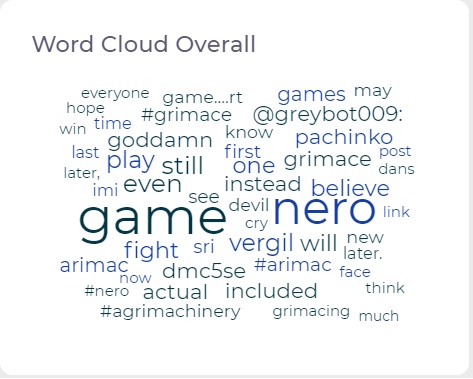 Word Cloud Overall
everyone game....rt games may
hope #grimace @greybot009:
win time goddamn know pachinko
last play still first one grimace post
later, imi even see instead believe dans
game devil nero link
cry
fight sri vergil will new
arimac dmc5se #arimac later.
now face
#nero actual included think
#agrimachinery grimacing much